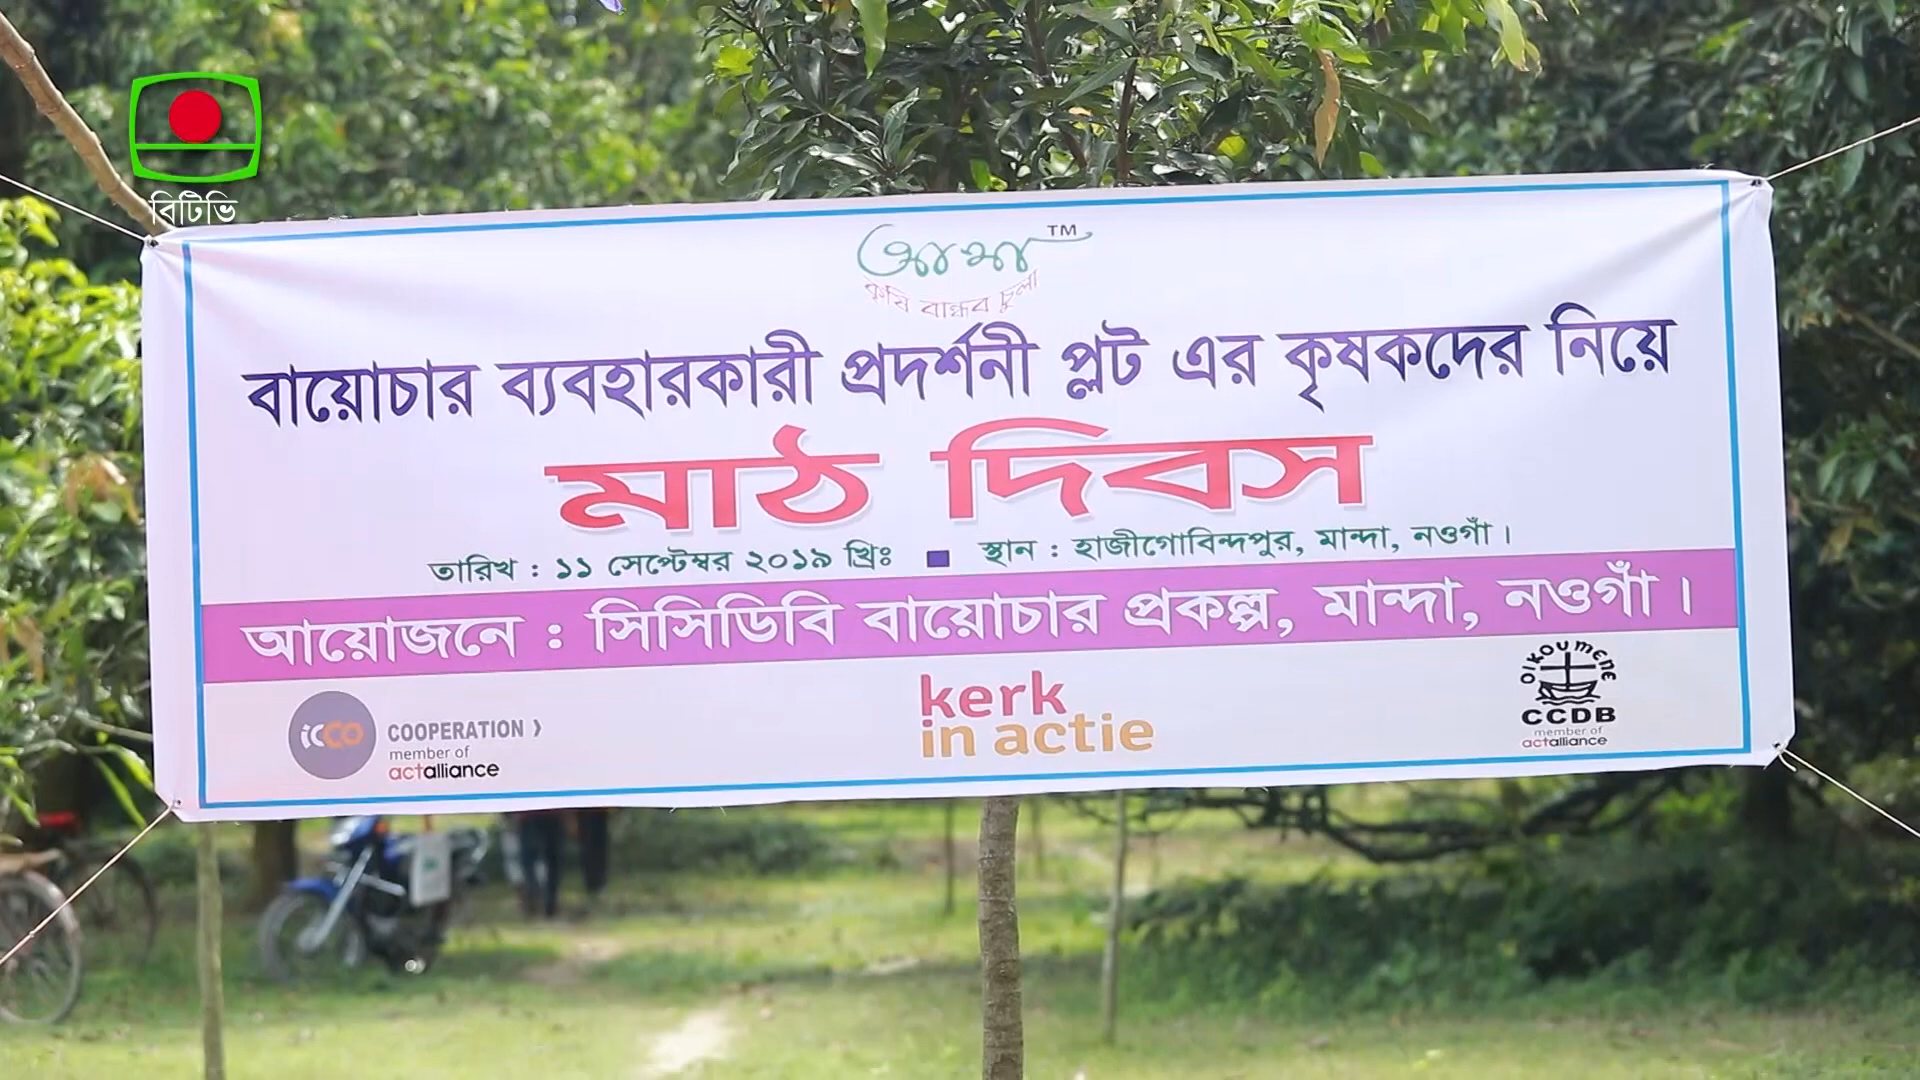 বিটিভি
আখা TM
কৃষি বান্ধব চুলা
বায়োচার ব্যবহারকারী প্রদর্শনী প্লট এর কৃষকদের নিয়ে
মাঠ দিবস
তারিখ : ১১ সেপ্টেম্বর ২০১৯ খ্রিঃ ■ স্থান : হাজীগোবিন্দপুর, মান্দা, নওগাঁ।
আয়োজনে : সিসিডিবি বায়োচার প্রকল্প, মান্দা, নওগাঁ।
icco COOPERATION
member of
actalliance
kerk
in actie
OIKOUMENE
CCDB
member of
actalliance